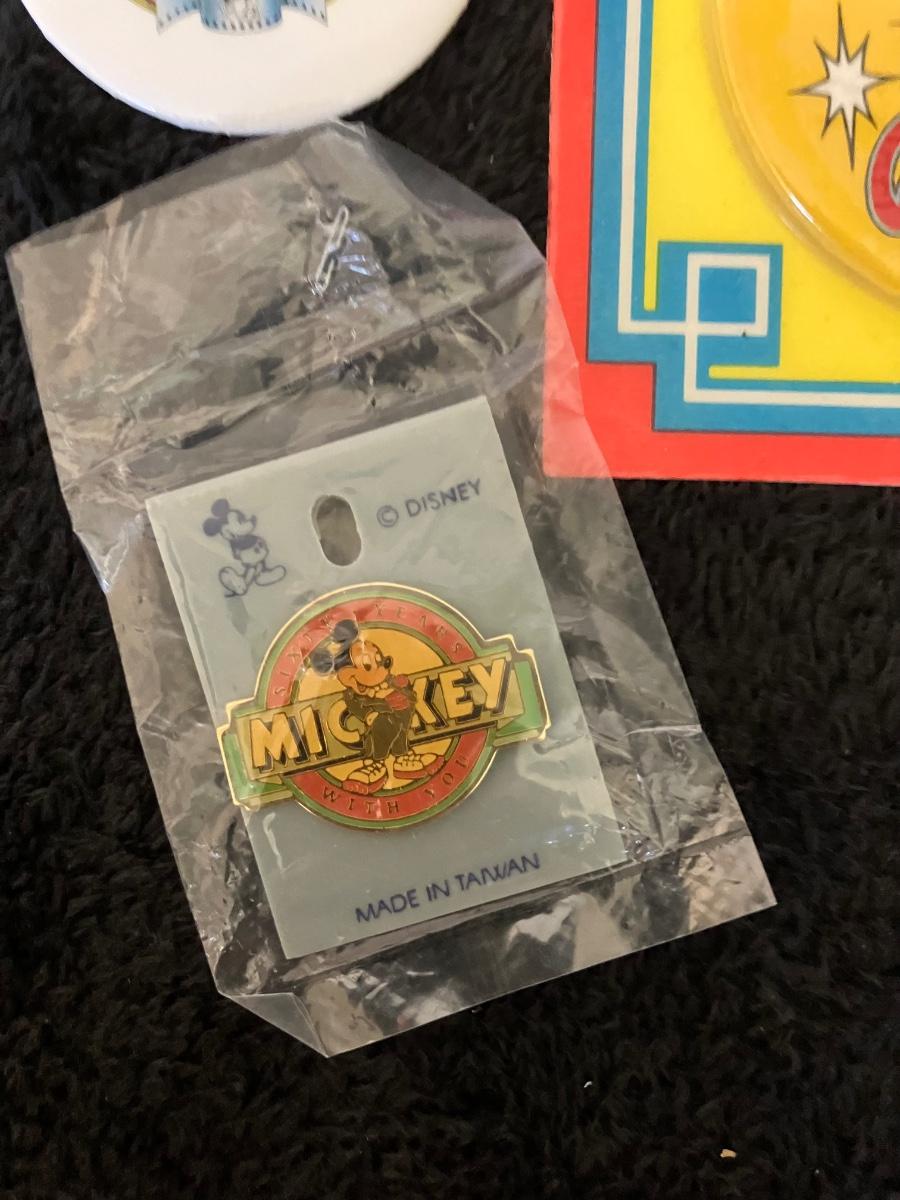 © DISNEY
SIXTY YEARS
MICKEY
WITH YOU
MADE IN TAIWAN